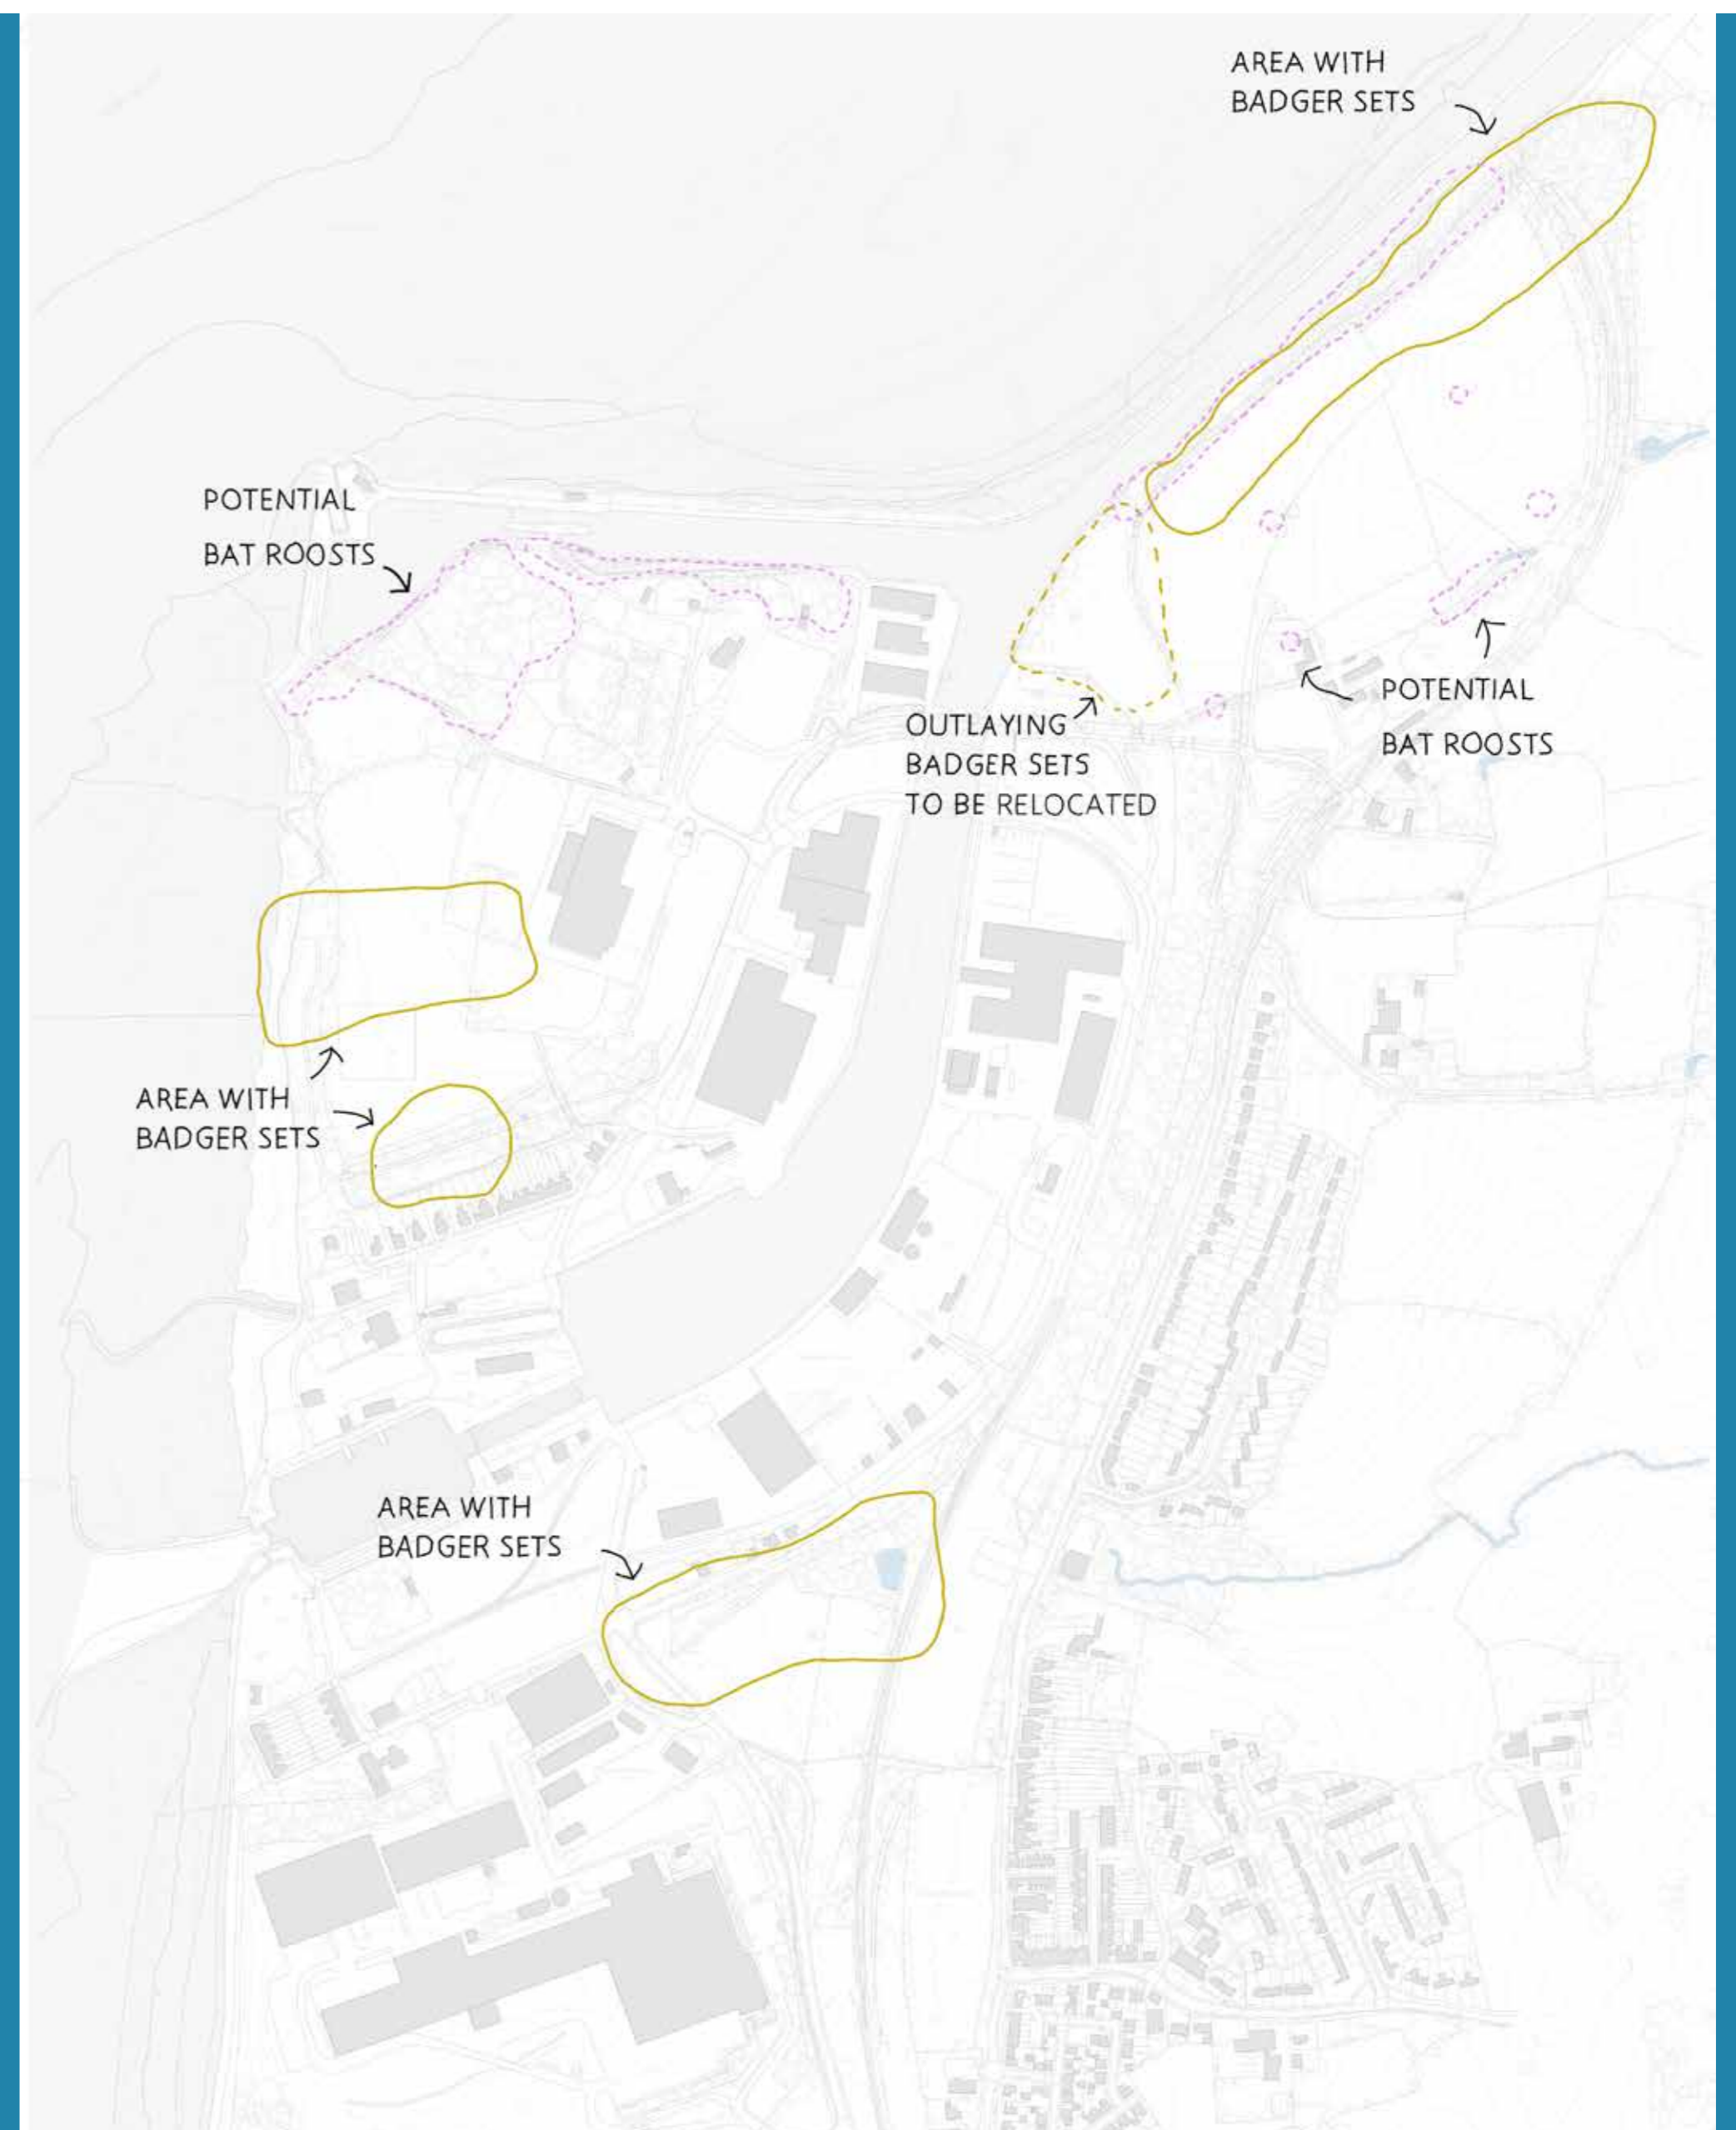 AREA WITH
BADGER SETS
POTENTIAL
BAT ROOSTS
OUTLAYING
BADGER SETS
TO BE RELOCATED
POTENTIAL
BAT ROOSTS
AREA WITH
BADGER SETS
AREA WITH
BADGER SETS